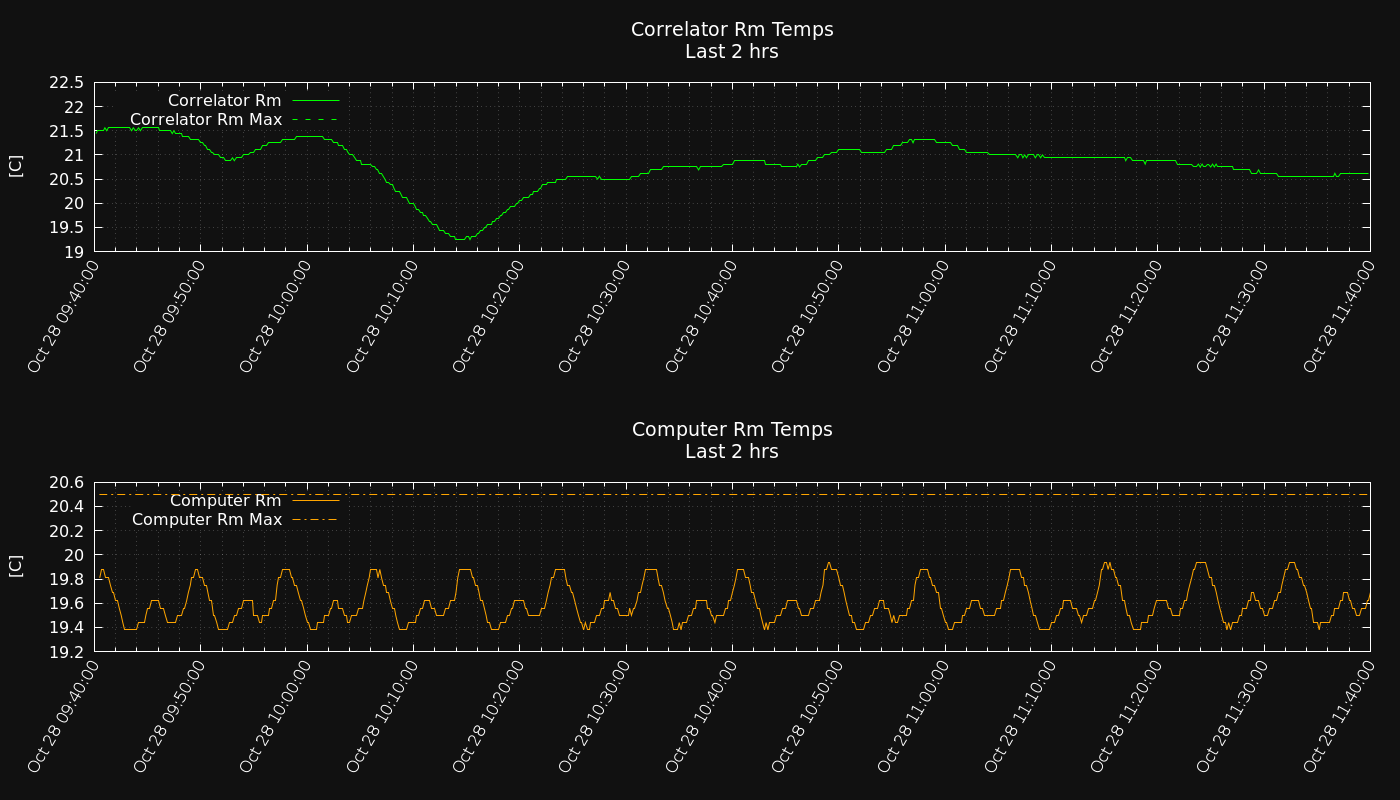 Correlator Rm Temps
Last 2 hrs
22.5
22
21.5
21
20.5
20
19.5
19
[C]
Correlator Rm
Correlator Rm Max
Oct 28 09:40:00
Oct 28 09:50:00
Oct 28 10:00:00
Oct 28 10:10:00
Oct 28 10:20:00
Oct 28 10:30:00
Oct 28 10:40:00
Oct 28 10:50:00
Oct 28 11:00:00
Oct 28 11:10:00
Oct 28 11:20:00
Oct 28 11:30:00
Oct 28 11:40:00
Computer Rm Temps
Last 2 hrs
20.6
20.4
20.2
20
19.8
19.6
19.4
19.2
[C]
Computer Rm
Computer Rm Max
Oct 28 09:40:00
Oct 28 09:50:00
Oct 28 10:00:00
Oct 28 10:10:00
Oct 28 10:20:00
Oct 28 10:30:00
Oct 28 10:40:00
Oct 28 10:50:00
Oct 28 11:00:00
Oct 28 11:10:00
Oct 28 11:20:00
Oct 28 11:30:00
Oct 28 11:40:00